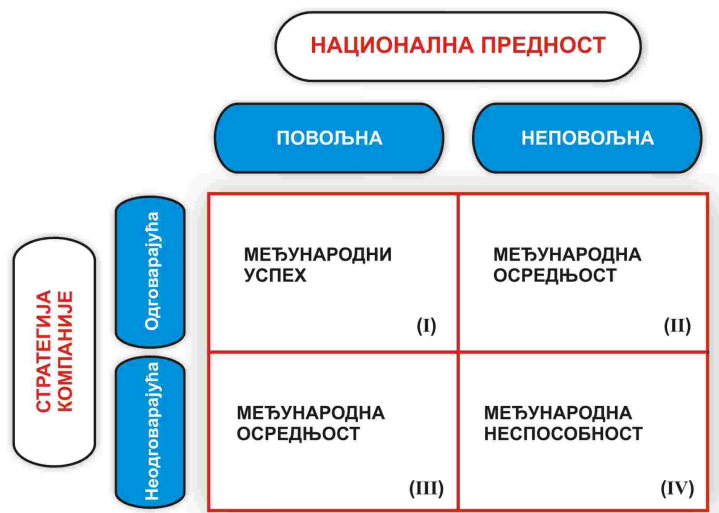 НАЦИОНАЛНА ПРЕДНОСТ
ПОВОЉНА
НЕПОВОЉНА
СТРАТЕГИЈА
КОМПАНИЈЕ
Одговарајућа
МЕЂУНАРОДНИ
УСПЕХ
(I)
МЕЂУНАРОДНА
ОСРЕДЊОСТ
(II)
Неодговарајућа
МЕЂУНАРОДНА
ОСРЕДЊОСТ
(III)
МЕЂУНАРОДНА
НЕСПОСОБНОСТ
(IV)